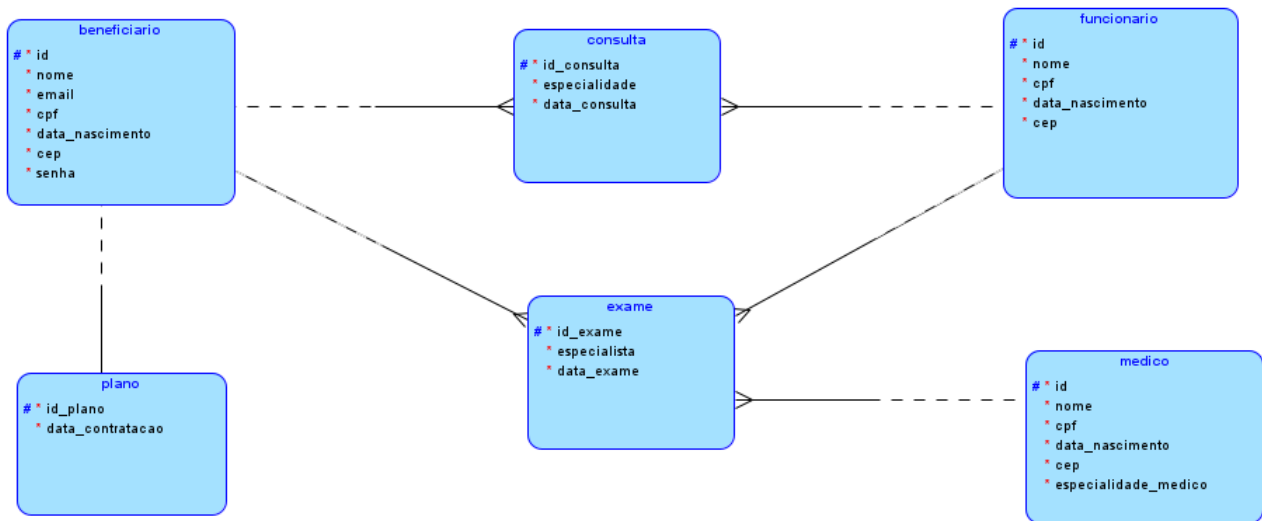 beneficiario
# * id
* nome
* email
* cpf
* data_nascimento
* cep
* senha
consulta
# * id_consulta
* especialidade
* data_consulta
funcionario
# * id
* nome
* cpf
* data_nascimento
* cep
plano
# * id_plano
* data_contratacao
exame
# * id_exame
* especialista
* data_exame
medico
# * id
* nome
* cpf
* data_nascimento
* cep
* especialidade_medico